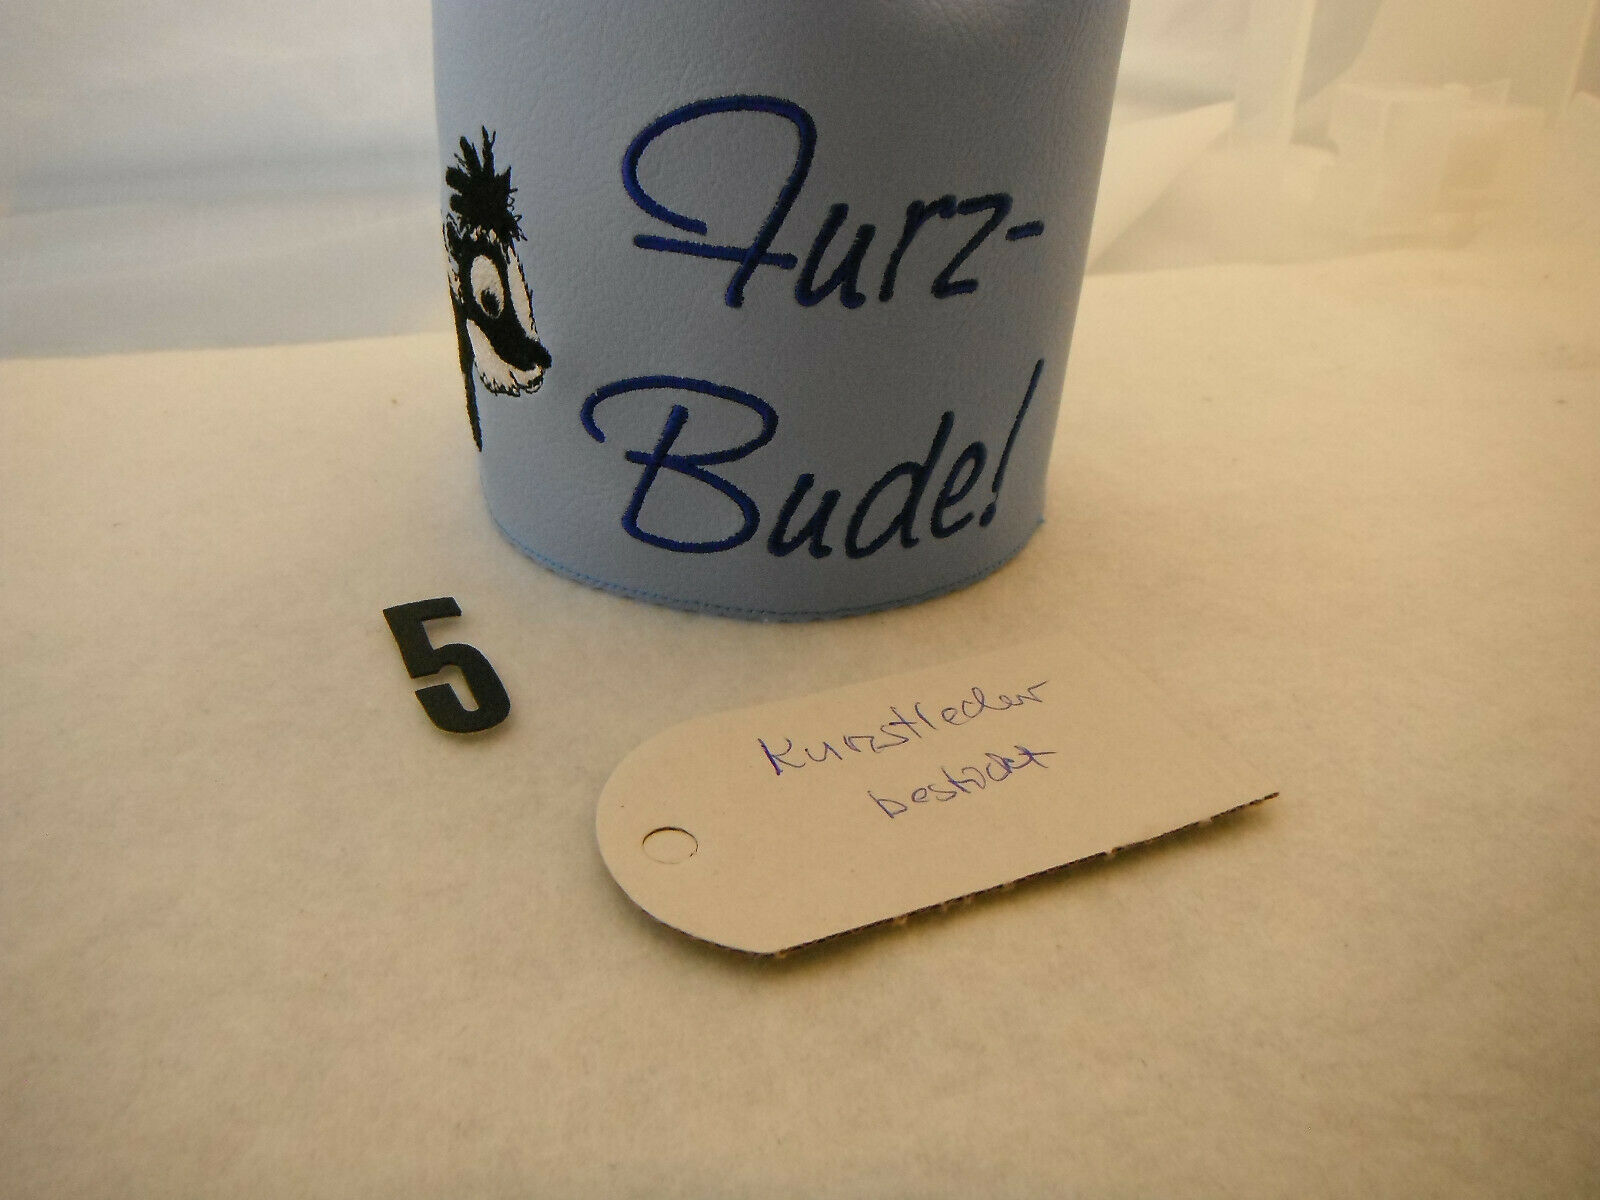 Furz-
Bude!
5
Kunstleder
bestickt